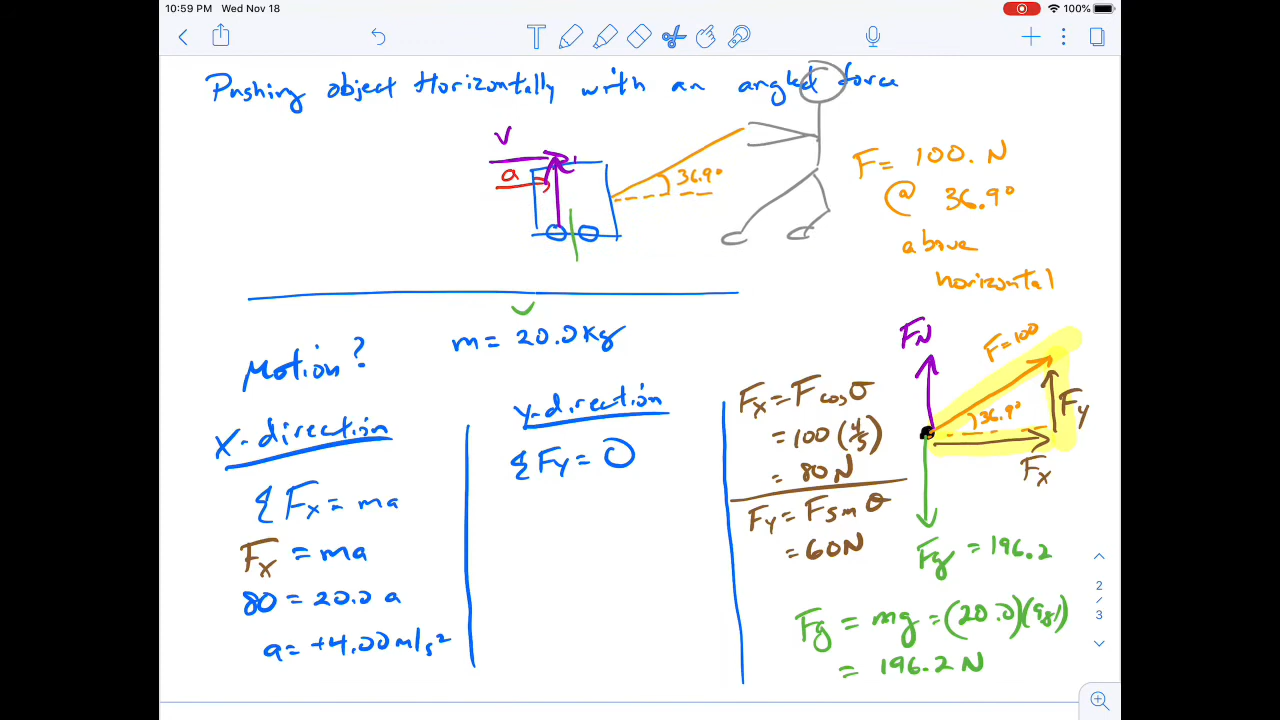 10:59 PM Wed Nov 18
100%
T
Pushing object Horizontally with an angled force
V
a
36.9°
F = 100. N
@ 36.9°
above
horizontal
m = 20.0 kg
Motion?
X-direction
ΣFx = ma
Fx = ma
80 = 20.0 a
a = +4.00 m/s²
Y-direction
ΣFy = 0
Fx = F cos θ
= 100 (4/5)
= 80 N
Fy = F sin θ
= 60 N
FN
F = 100
36.9°
Fy
Fx
Fg = 196.2
Fg = mg = (20.0)(9.81)
= 196.2 N
2
/
3